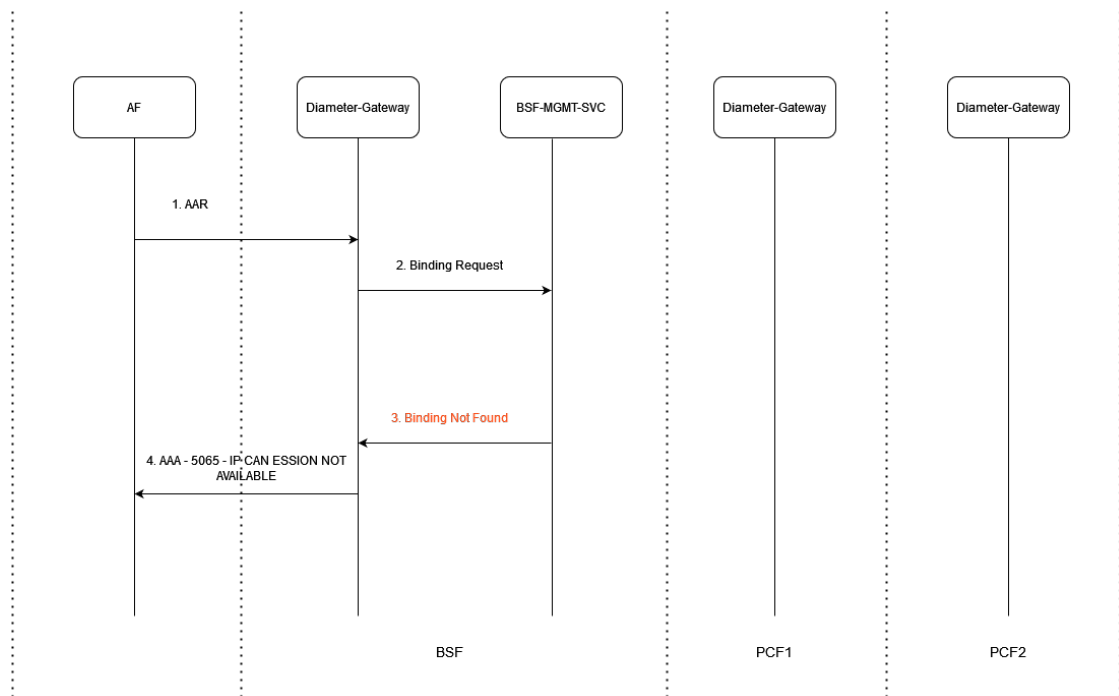 AF
Diameter-Gateway
BSF-MGMT-SVC
Diameter-Gateway
Diameter-Gateway
1. AAR
2. Binding Request
3. Binding Not Found
4. AAA - 5065 - IP CAN ESSION NOT
AVAILABLE
BSF
PCF1
PCF2